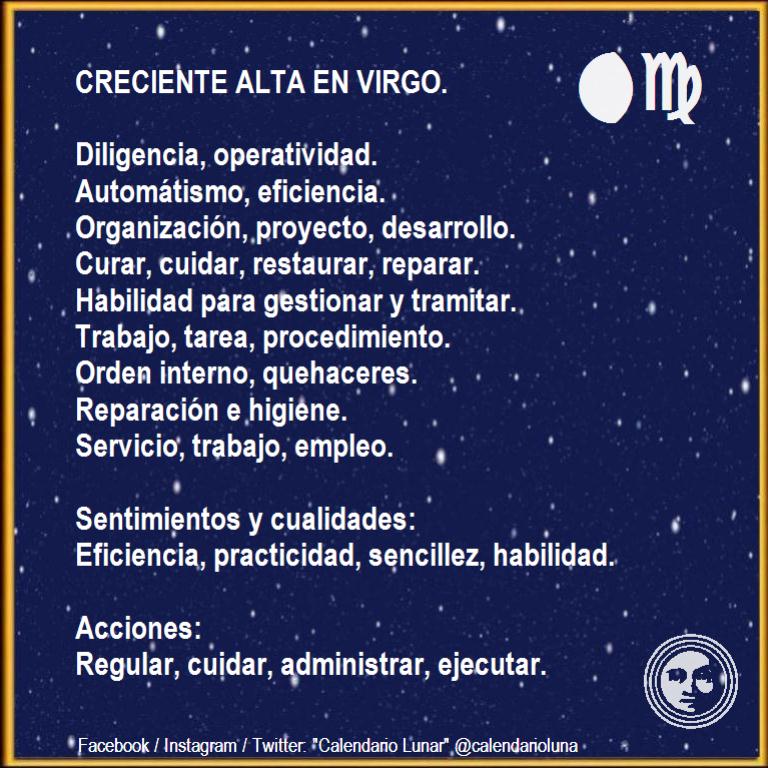 CRECIENTE ALTA EN VIRGO.
Diligencia, operatividad.
Automátismo, eficiencia.
Organización, proyecto, desarrollo.
Curar, cuidar, restaurar, reparar.
Habilidad para gestionar y tramitar.
Trabajo, tarea, procedimiento.
Orden interno, quehaceres.
Reparación e higiene.
Servicio, trabajo, empleo.
Sentimientos y cualidades:
Eficiencia, practicidad, sencillez, habilidad.
Acciones:
Regular, cuidar, administrar, ejecutar.
Facebook / Instagram / Twitter: "Calendario Lunar" @calendarioluna